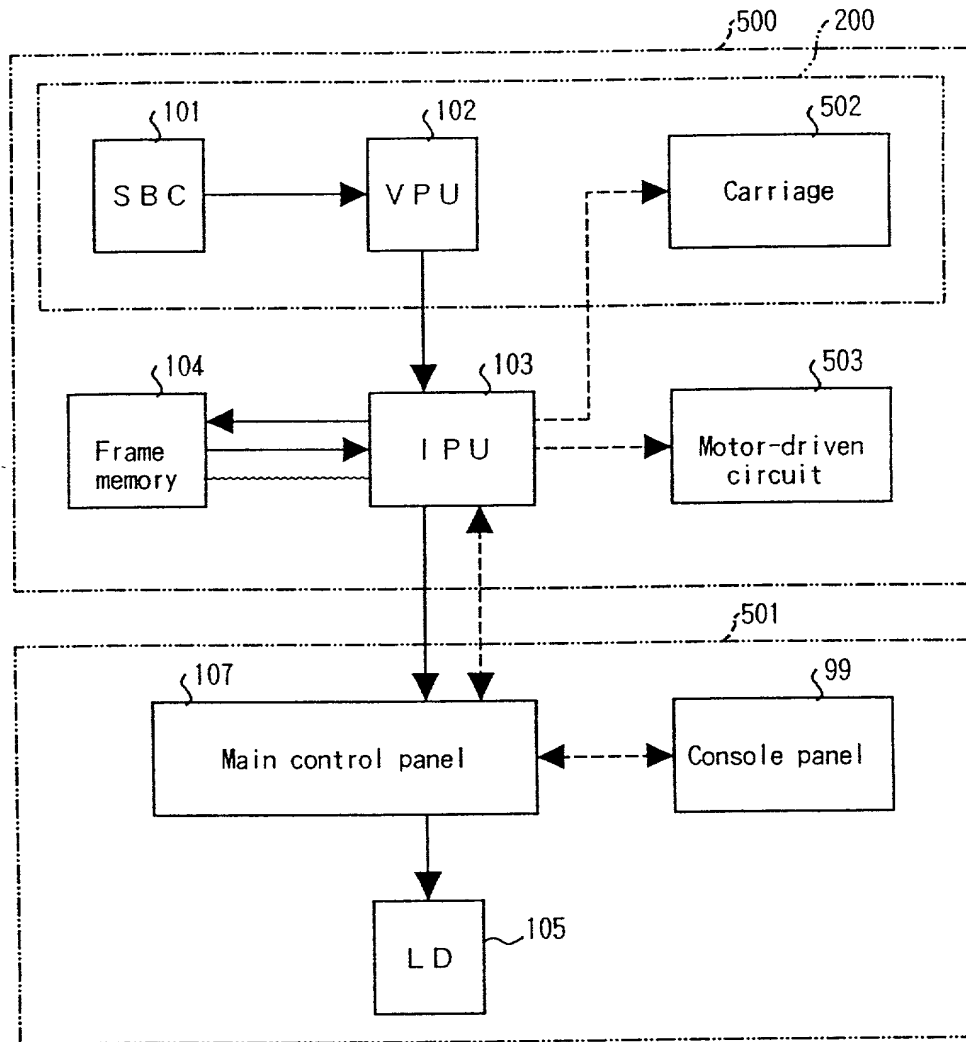 500
200
101
102
502
SBC
VPU
Carriage
104
103
503
Frame
memory
IPU
Motor-driven
circuit
501
107
99
Main control panel
Console panel
105
LD